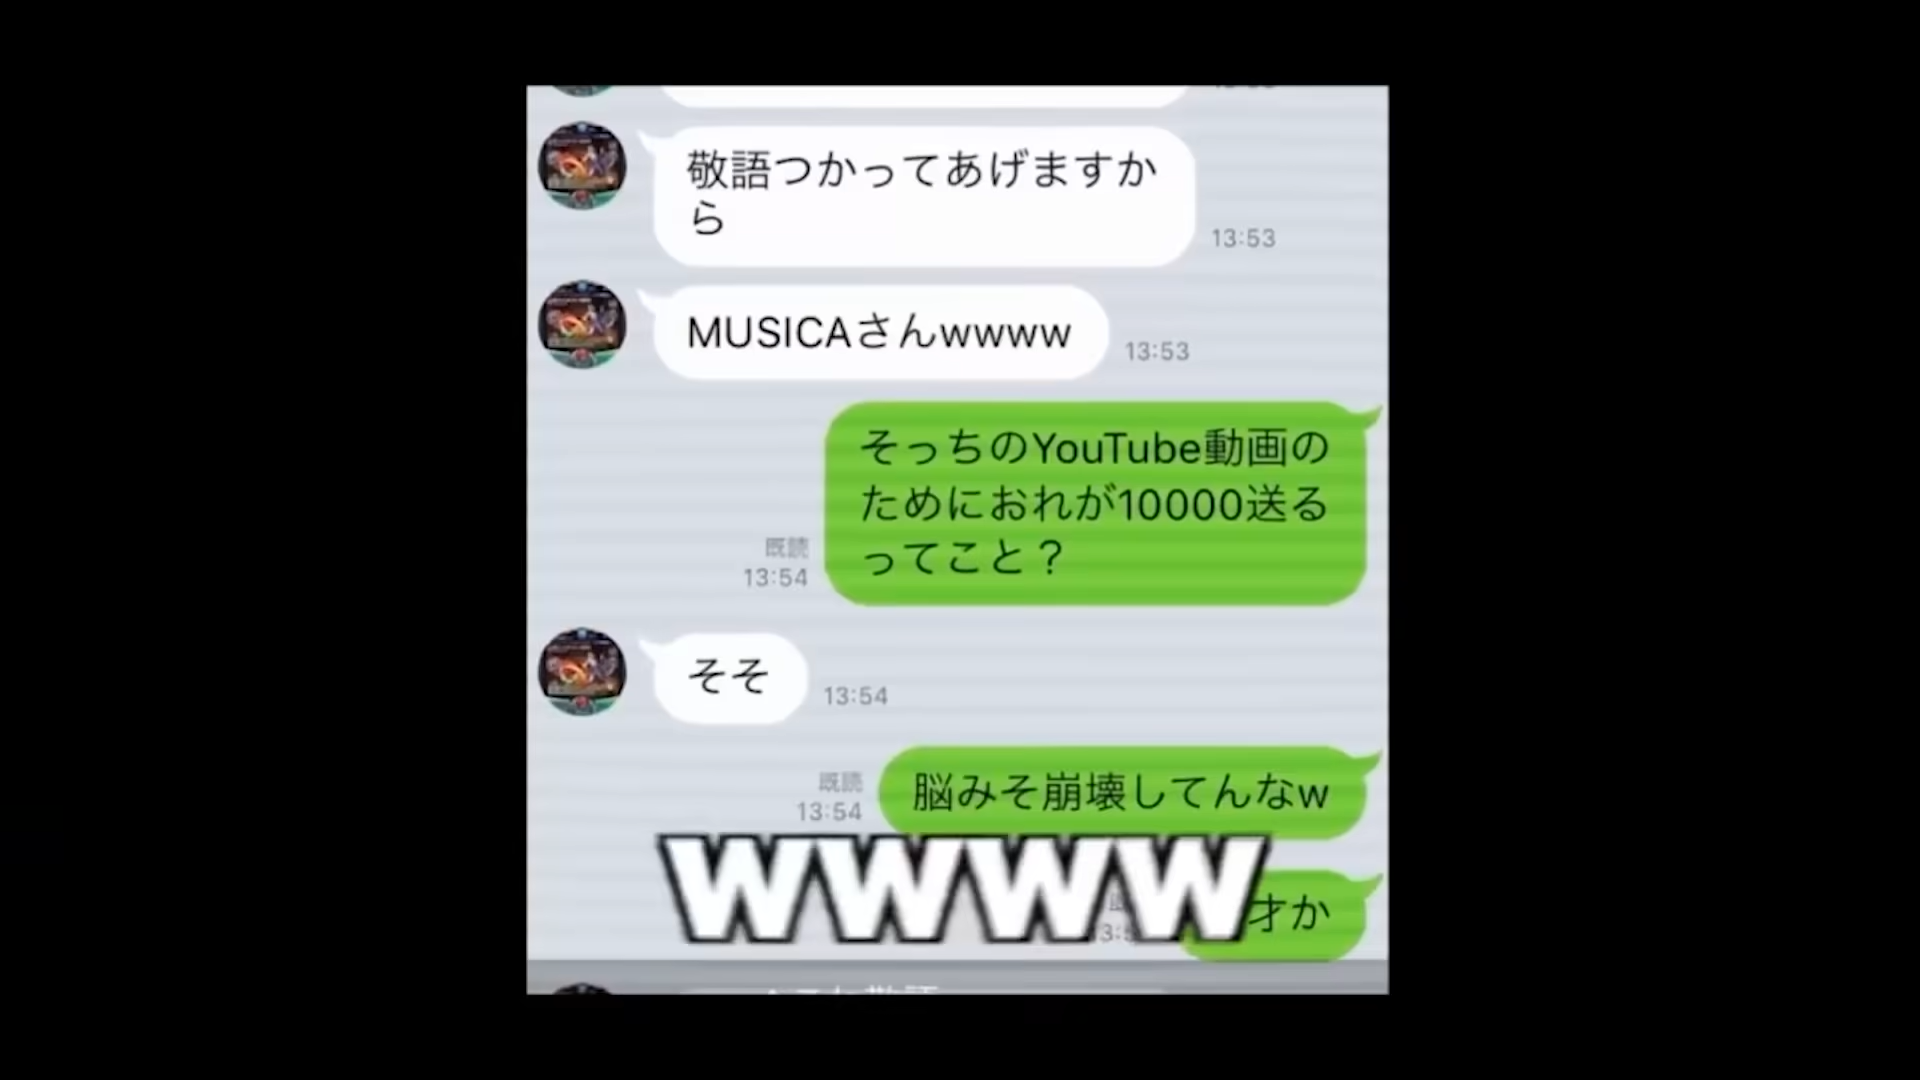 敬語つかってあげますか
ら
13:53
MUSICAさんwwww
13:53
そっちのYouTube動画の
ためにおれが10000送る
ってこと？
既読
13:54
そそ
13:54
脳みそ崩壊してんなw
既読
13:54
wwww
才か